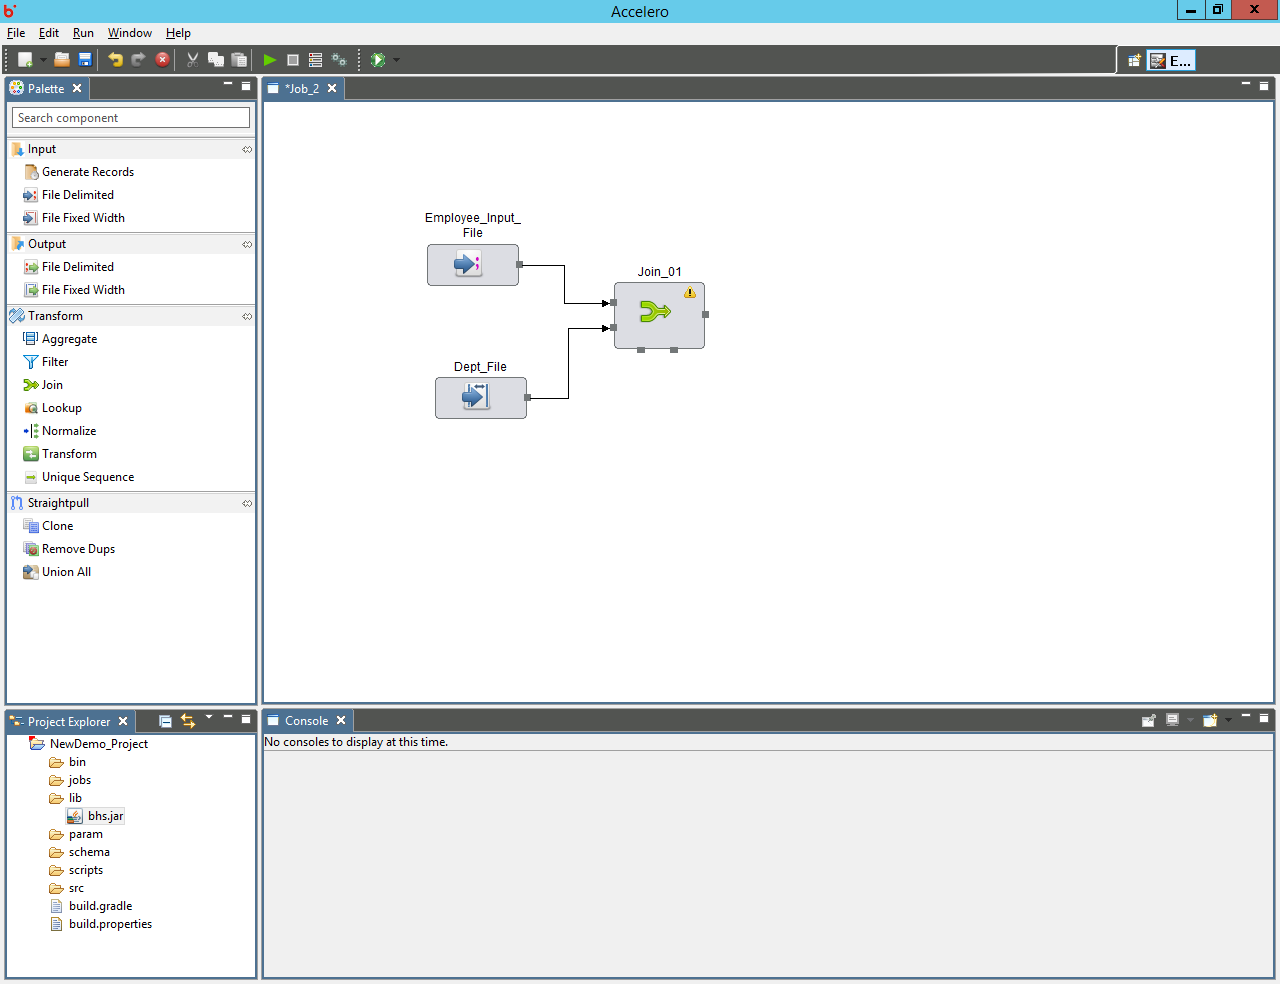 Accelero
File Edit Run Window Help
E...
Palette
Search component
Input
Generate Records
File Delimited
File Fixed Width
Output
File Delimited
File Fixed Width
Transform
Aggregate
Filter
Join
Lookup
Normalize
Transform
Unique Sequence
Straightpull
Clone
Remove Dups
Union All
*Job_2
Employee_Input_
File
Join_01
Dept_File
Project Explorer
NewDemo_Project
bin
jobs
lib
bhs.jar
param
schema
scripts
src
build.gradle
build.properties
Console
No consoles to display at this time.